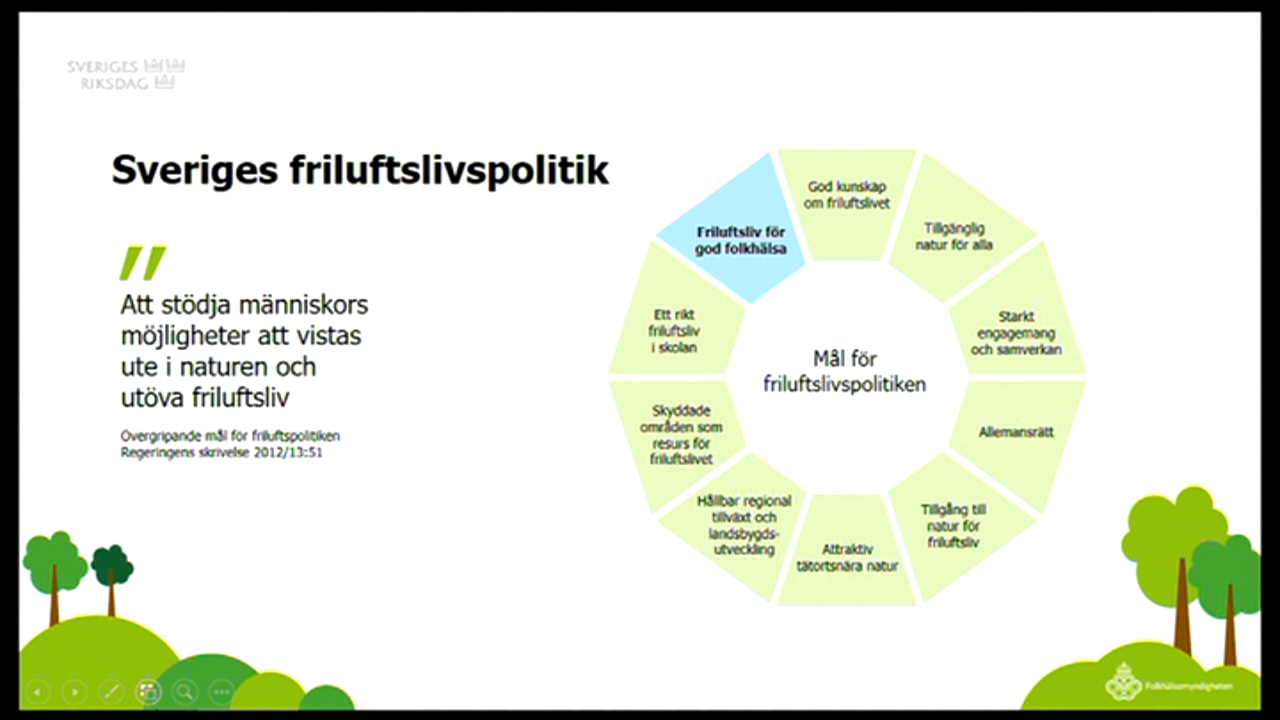 SVERIGES
RIKSDAG
Sveriges friluftslivspolitik
Att stödja människors
möjligheter att vistas
ute i naturen och
utöva friluftsliv
Övergripande mål för friluftspolitiken
Regeringens skrivelse 2012/13:51
God kunskap
om friluftslivet
Tillgänglig
natur för alla
Starkt
engagemang
och samverkan
Allemansrätt
Tillgång till
natur för
friluftsliv
Attraktiv
tätortsnära natur
Hållbar regional
tillväxt och
landsbygds-
utveckling
Skyddade
områden som
resurs för
friluftslivet
Ett rikt
friluftsliv
i skolan
Friluftsliv för
god folkhälsa
Mål för
friluftslivspolitiken
Folkhälsomyndigheten